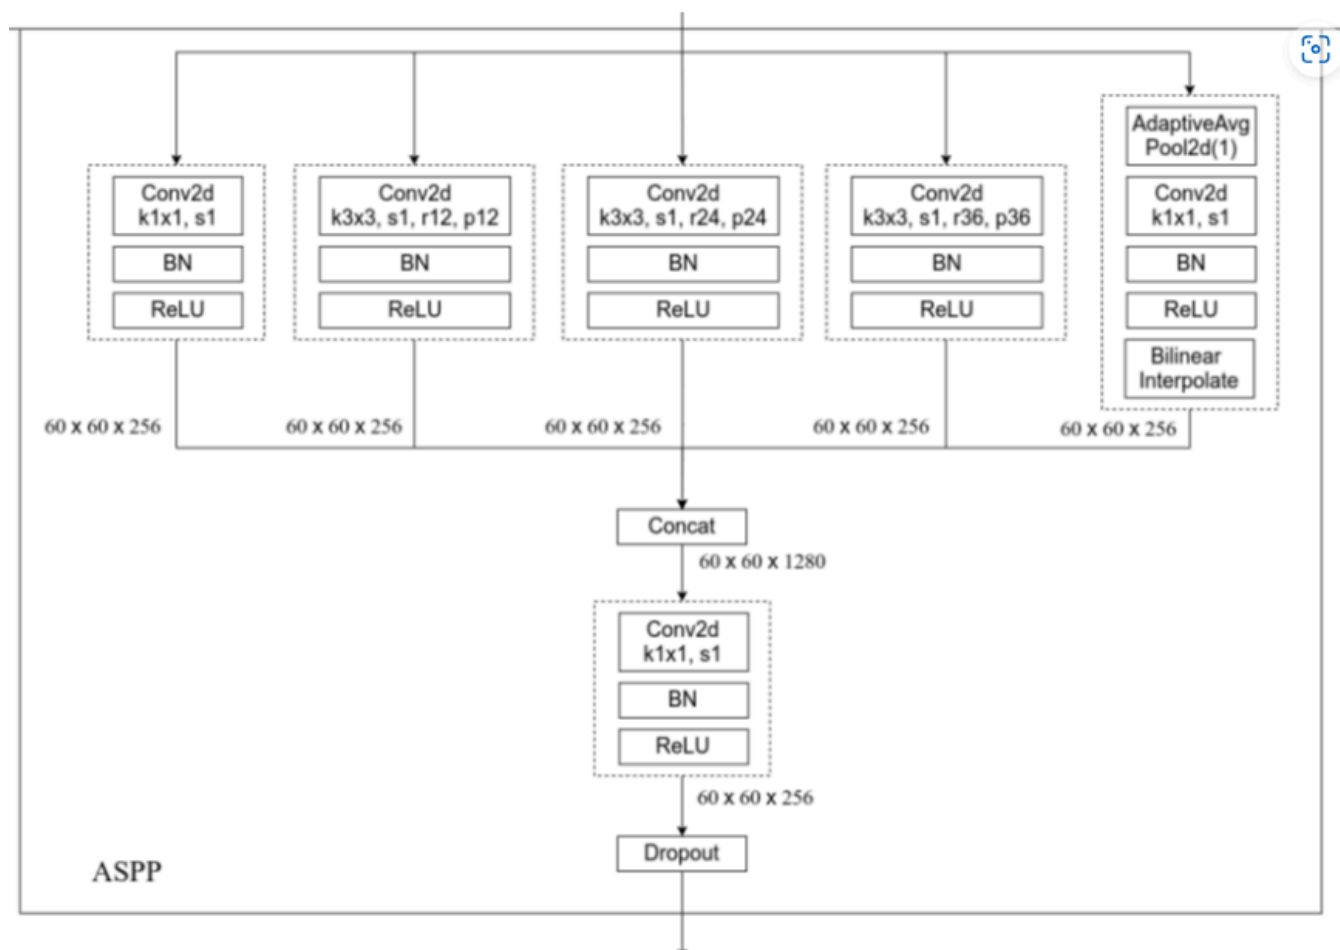 Conv2d
k1x1, s1
BN
ReLU
60 x 60 x 256
Conv2d
k3x3, s1, r12, p12
BN
ReLU
60 x 60 x 256
Conv2d
k3x3, s1, r24, p24
BN
ReLU
60 x 60 x 256
Conv2d
k3x3, s1, r36, p36
BN
ReLU
60 x 60 x 256
AdaptiveAvg
Pool2d(1)
Conv2d
k1x1, s1
BN
ReLU
Bilinear
Interpolate
60 x 60 x 256
Concat
60 x 60 x 1280
Conv2d
k1x1, s1
BN
ReLU
60 x 60 x 256
Dropout
ASPP